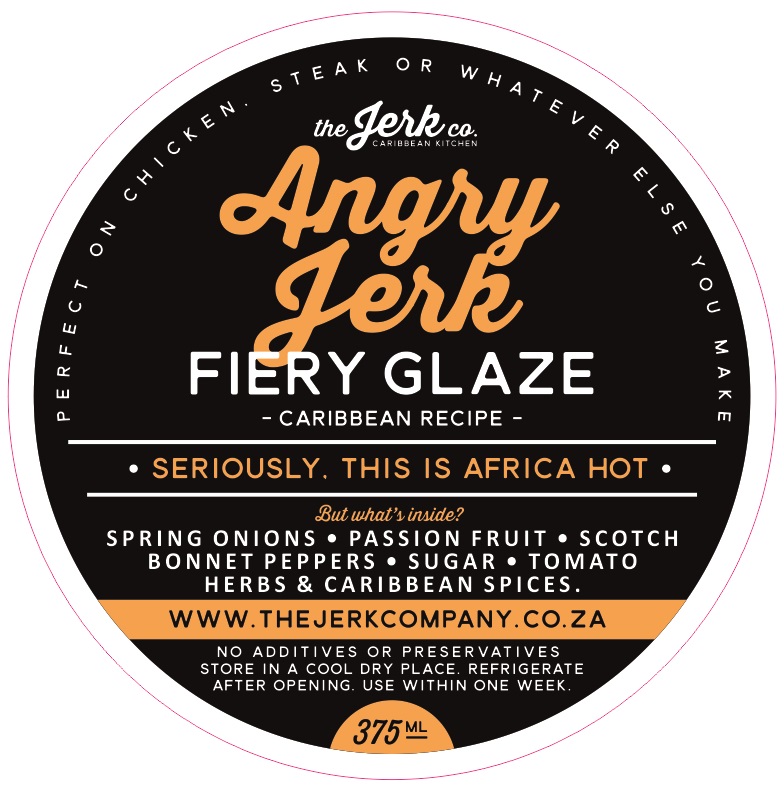 PERFECT ON CHICKEN. STEAK OR WHATEVER ELSE YOU MAKE
the Jerk co.
CARIBBEAN KITCHEN
Angry
Jerk
FIERY GLAZE
- CARIBBEAN RECIPE -
• SERIOUSLY, THIS IS AFRICA HOT •
But what's inside?
SPRING ONIONS • PASSION FRUIT • SCOTCH
BONNET PEPPERS • SUGAR • TOMATO
HERBS & CARIBBEAN SPICES.
WWW.THEJERKCOMPANY.CO.ZA
NO ADDITIVES OR PRESERVATIVES
STORE IN A COOL DRY PLACE. REFRIGERATE
AFTER OPENING. USE WITHIN ONE WEEK.
375 ML